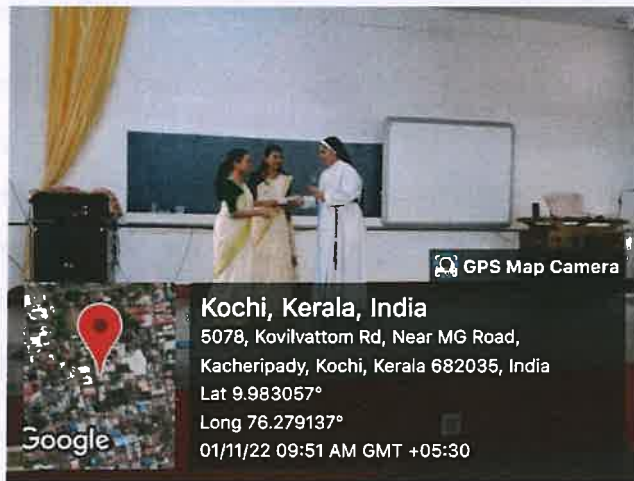 GPS Map Camera
Kochi, Kerala, India
5078, Kovilvattom Rd, Near MG Road,
Kacheripady, Kochi, Kerala 682035, India
Lat 9.983057°
Long 76.279137°
01/11/22 09:51 AM GMT +05:30
Google